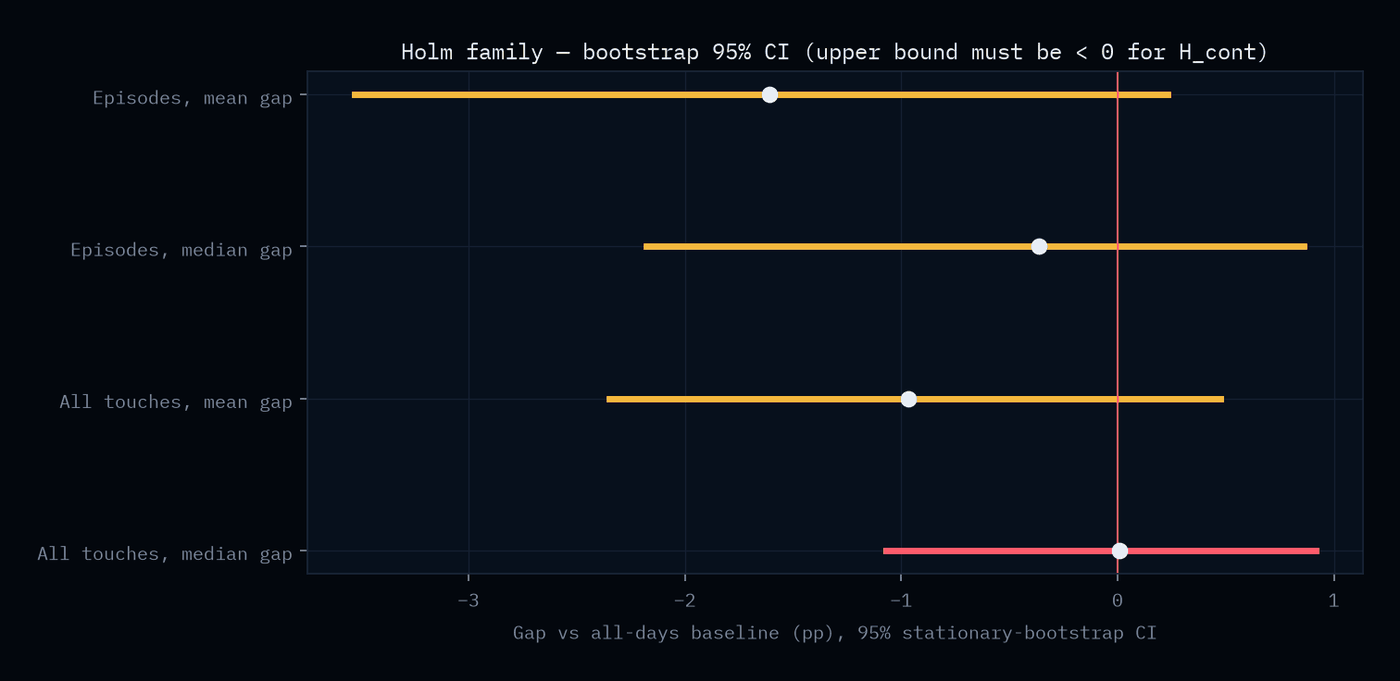 Holm family — bootstrap 95% CI (upper bound must be < 0 for H_cont)
Episodes, mean gap
Episodes, median gap
All touches, mean gap
All touches, median gap
−3
−2
−1
0
1
Gap vs all-days baseline (pp), 95% stationary-bootstrap CI